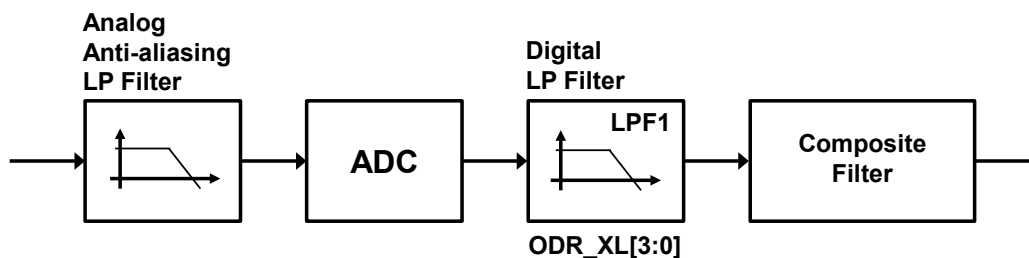 Analog
Anti-aliasing
LP Filter
ADC
Digital
LP Filter
LPF1
ODR_XL[3:0]
Composite
Filter